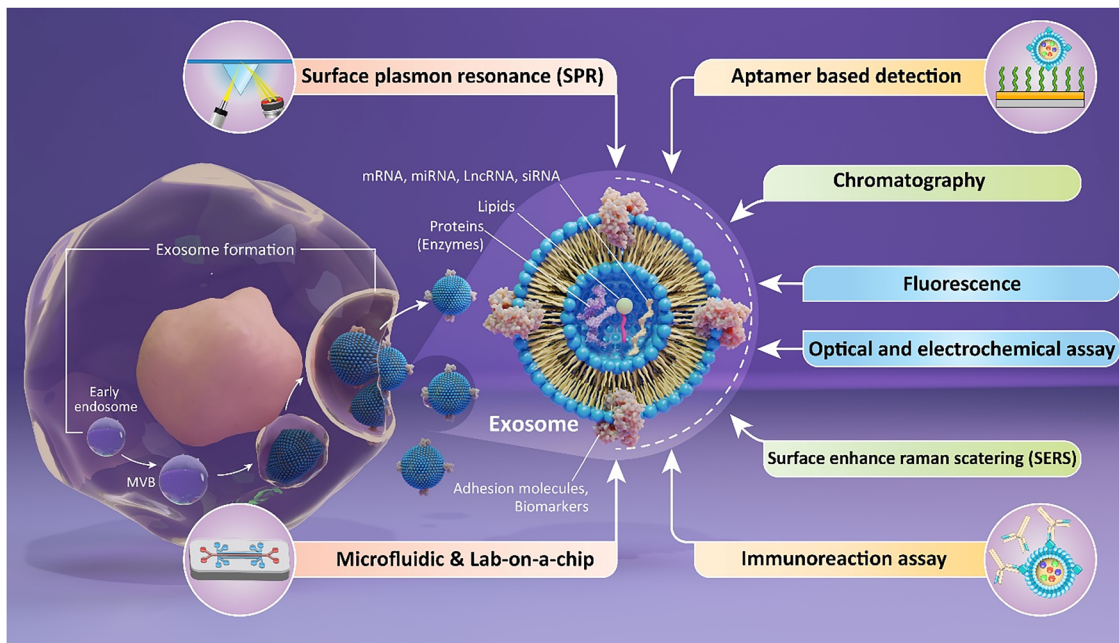 Surface plasmon resonance (SPR)
Aptamer based detection
mRNA, miRNA, LncRNA, siRNA
Lipids
Proteins
(Enzymes)
Chromatography
Exosome formation
Fluorescence
Optical and electrochemical assay
Early
endosome
MVB
Exosome
Surface enhance raman scatering (SERS)
Adhesion molecules,
Biomarkers
Microfluidic & Lab-on-a-chip
Immunoreaction assay